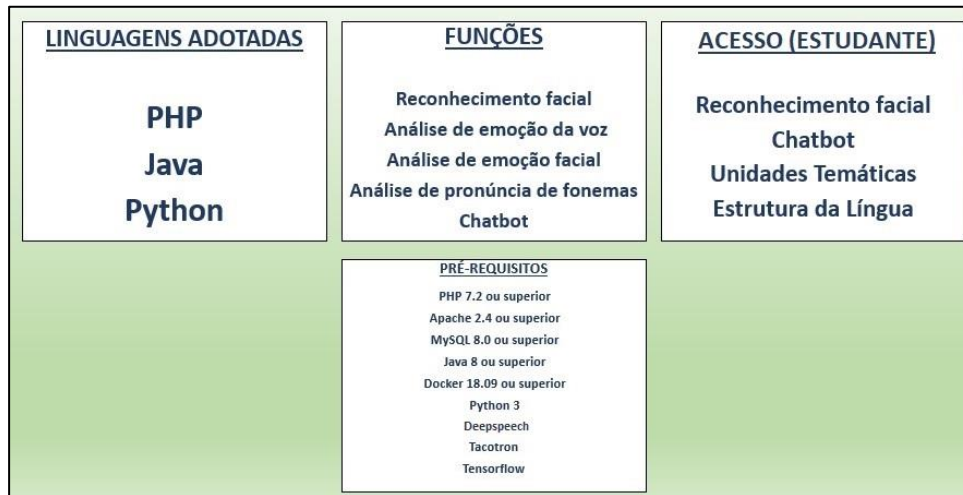 LINGUAGENS ADOTADAS
PHP
Java
Python
FUNÇÕES
Reconhecimento facial
Análise de emoção da voz
Análise de emoção facial
Análise de pronúncia de fonemas
Chatbot
ACESSO (ESTUDANTE)
Reconhecimento facial
Chatbot
Unidades Temáticas
Estrutura da Língua
PRÉ-REQUISITOS
PHP 7.2 ou superior
Apache 2.4 ou superior
MySQL 8.0 ou superior
Java 8 ou superior
Docker 18.09 ou superior
Python 3
Deepspeech
Tacotron
Tensorflow